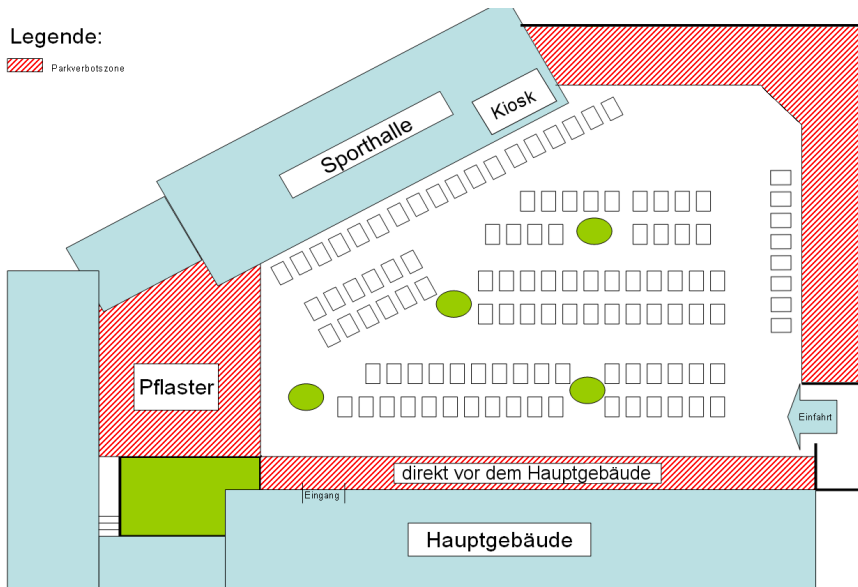 Legende:
Parkverbotszone
Kiosk
Sporthalle
Pflaster
Einfahrt
direkt vor dem Hauptgebäude
Eingang
Hauptgebäude